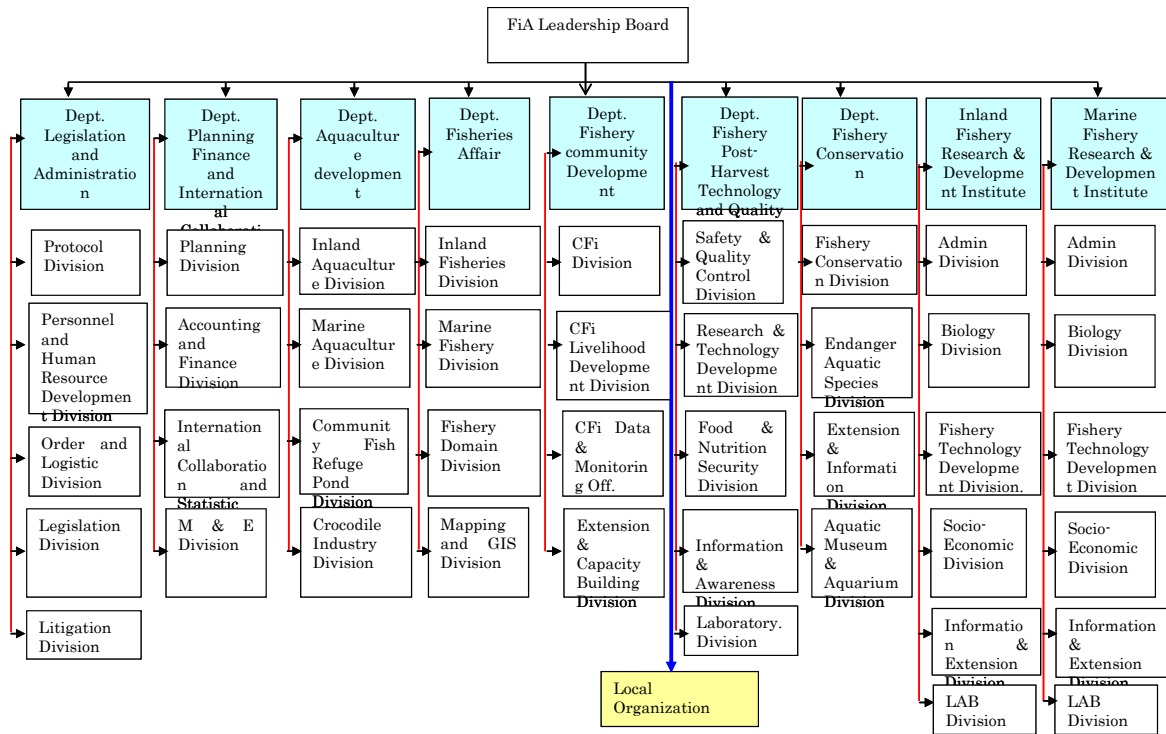 FiA Leadership Board
Dept.
Legislation
and
Administratio
n
Protocol
Division
Personnel
and
Human
Resource
Developmen
t Division
Order and
Logistic
Division
Legislation
Division
Litigation
Division
Dept.
Planning
Finance
and
Internation
al
Collaborati
Planning
Division
Accounting
and
Finance
Division
Internation
al
Collaboratio
n and
Statistic
M & E
Division
Dept.
Aquacultur
e
developmen
t
Inland
Aquacultur
e Division
Marine
Aquacultur
e Division
Communit
y Fish
Refuge
Pond
Division
Crocodile
Industry
Division
Dept.
Fisheries
Affair
Inland
Fisheries
Division
Marine
Fishery
Division
Fishery
Domain
Division
Mapping
and GIS
Division
Dept.
Fishery
community
Developme
nt
CFi
Division
CFi
Livelihood
Developme
nt Division
CFi Data
&
Monitorin
g Off.
Extension
&
Capacity
Building
Division
Dept.
Fishery
Post-
Harvest
Technology
and Quality
Safety &
Quality
Control
Division
Research &
Technology
Developme
nt Division
Food &
Nutrition
Security
Division
Information
&
Awareness
Division
Laboratory.
Division
Dept.
Fishery
Conservatio
n
Fishery
Conservatio
n Division
Endanger
Aquatic
Species
Division
Extension
&
Informati
on
Division
Aquatic
Museum
&
Aquarium
Division
Inland
Fishery
Research &
Developme
nt Institute
Admin
Division
Biology
Division
Fishery
Technology
Developme
nt Division.
Socio-
Economic
Division
Informatio
n &
Extension
Division
LAB
Division
Marine
Fishery
Research &
Developmen
t Institute
Admin
Division
Biology
Division
Fishery
Technology
Developmen
t Division
Socio-
Economic
Division
Information
&
Extension
Division
LAB
Division
Local
Organization